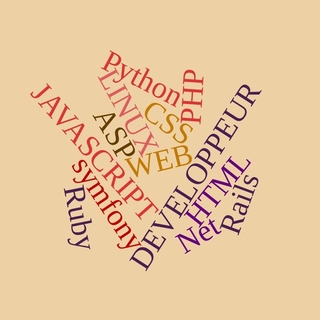 Python
PHP
LINUX
CSS
JAVASCRIPT
ASP
WEB
DEVELOPPEUR
symfony
HTML
Ruby
Net
Rails